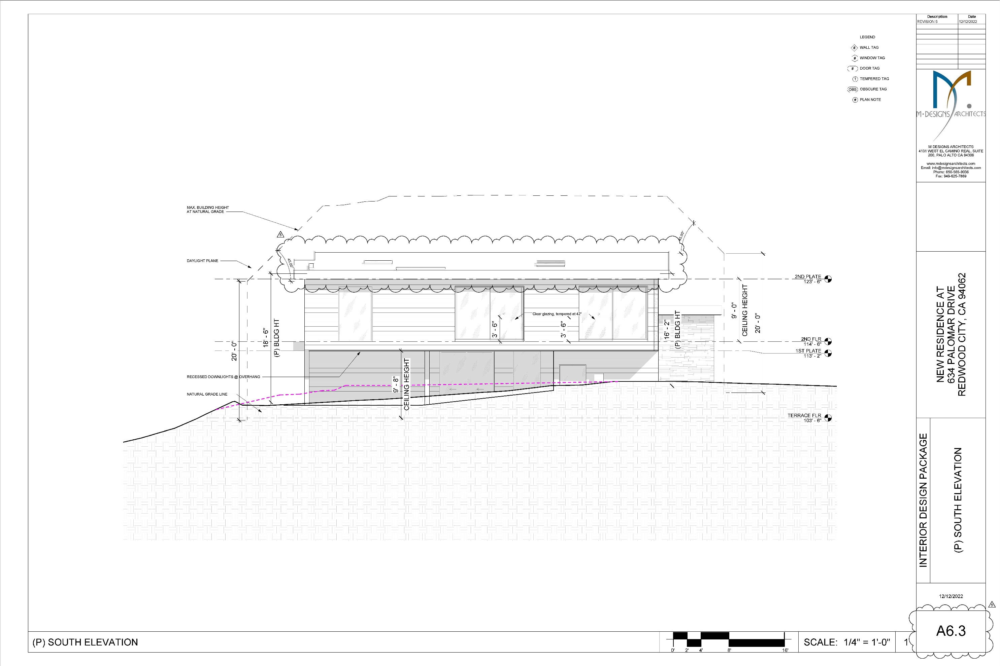 Description Date
REVISION 5 12/12/2022
LEGEND
# WALL TAG
# WINDOW TAG
# DOOR TAG
T TEMPERED TAG
OBS OBSCURE TAG
# PLAN NOTE
M•DESIGNS ARCHITECTS
M DESIGNS ARCHITECTS
4131 WEST EL CAMINO REAL, SUITE
200, PALO ALTO CA 94306
www.mdesignsarchitects.com
Email: info@mdesignsarchitects.com
Phone: 650-565-9036
Fax: 949-625-7869
MAX. BUILDING HEIGHT
AT NATURAL GRADE
5
45.00°
45.00°
DAYLIGHT PLANE
2ND PLATE
123' - 6"
Clear glazing, tempered at 42"
3' - 6"
3' - 6"
20' - 0"
18' - 6"
(P) BLDG HT
16' - 2"
(P) BLDG HT
9' - 0"
CEILING HEIGHT
20' - 0"
2ND FLR
114' - 6"
1ST PLATE
113' - 2"
RECESSED DOWNLIGHTS @ OVERHANG
9' - 8"
CEILING HEIGHT
NATURAL GRADE LINE
TERRACE FLR
103' - 6"
NEW RESIDENCE AT
634 PALOMAR DRIVE
REDWOOD CITY, CA 94062
INTERIOR DESIGN PACKAGE
(P) SOUTH ELEVATION
12/12/2022
5
A6.3
(P) SOUTH ELEVATION
0' 2' 4' 8' 16'
SCALE: 1/4" = 1'-0"
1